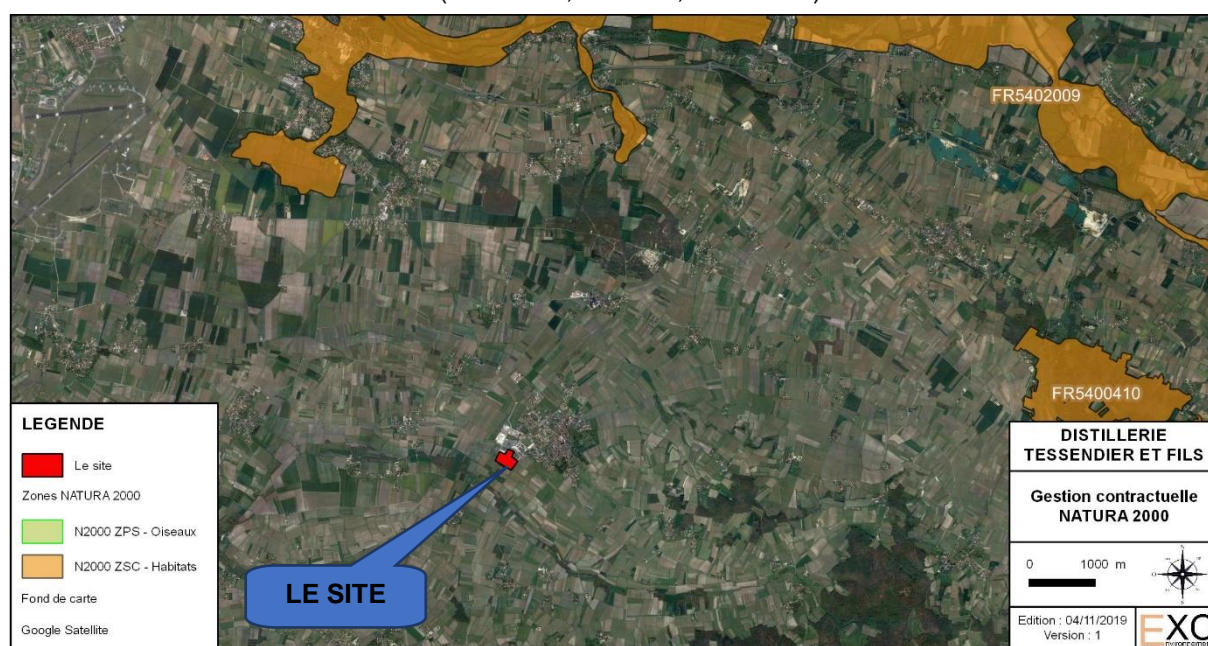 FR5402009
FR5400410
LEGENDE
Le site
Zones NATURA 2000
N2000 ZPS - Oiseaux
N2000 ZSC - Habitats
Fond de carte
Google Satellite
LE SITE
DISTILLERIE
TESSENDIER ET FILS
Gestion contractuelle
NATURA 2000
0 1000 m
Edition : 04/11/2019
Version : 1
EXO